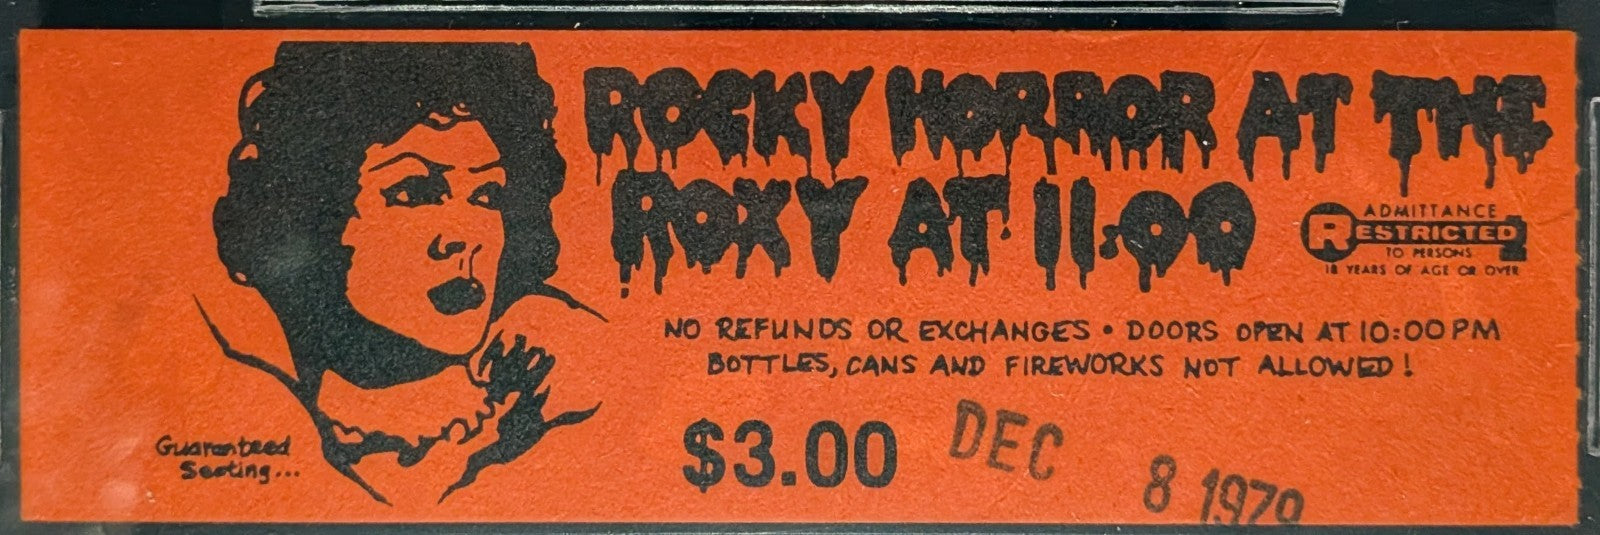 ROCKY HORROR AT THE
ROXY AT 11:00
ADMITTANCE
RESTRICTED
TO PERSONS
18 YEARS OF AGE OR OVER
NO REFUNDS OR EXCHANGES • DOORS OPEN AT 10:00 PM
BOTTLES, CANS AND FIREWORKS NOT ALLOWED!
Guaranteed
Seating...
$3.00
DEC 8 1979